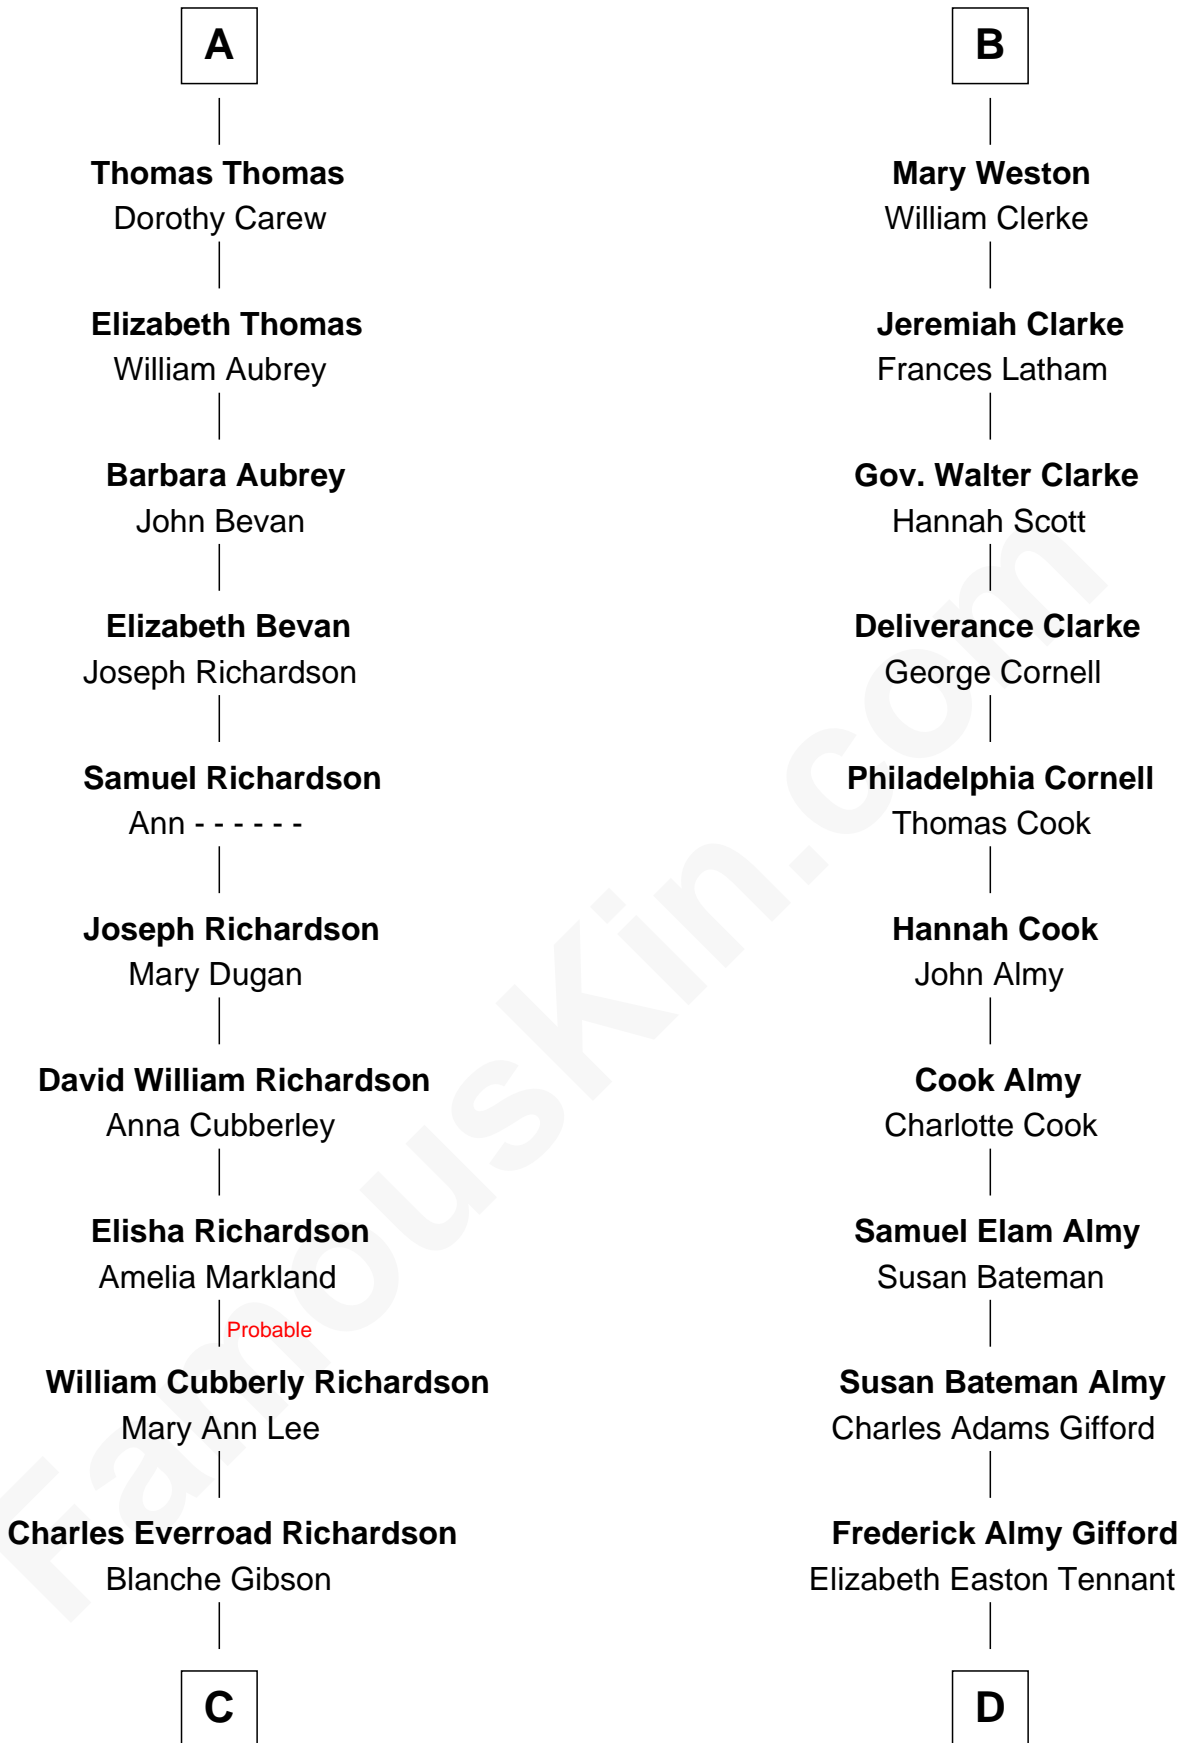 A
Thomas Thomas
Dorothy Carew
Elizabeth Thomas
William Aubrey
Barbara Aubrey
John Bevan
Elizabeth Bevan
Joseph Richardson
Samuel Richardson
Ann - - - - - -
Joseph Richardson
Mary Dugan
David William Richardson
Anna Cubberley
Elisha Richardson
Amelia Markland
Probable
William Cubberly Richardson
Mary Ann Lee
Charles Everroad Richardson
Blanche Gibson
C
B
Mary Weston
William Clerke
Jeremiah Clarke
Frances Latham
Gov. Walter Clarke
Hannah Scott
Deliverance Clarke
George Cornell
Philadelphia Cornell
Thomas Cook
Hannah Cook
John Almy
Cook Almy
Charlotte Cook
Samuel Elam Almy
Susan Bateman
Susan Bateman Almy
Charles Adams Gifford
Frederick Almy Gifford
Elizabeth Easton Tennant
D
FamousKin.com